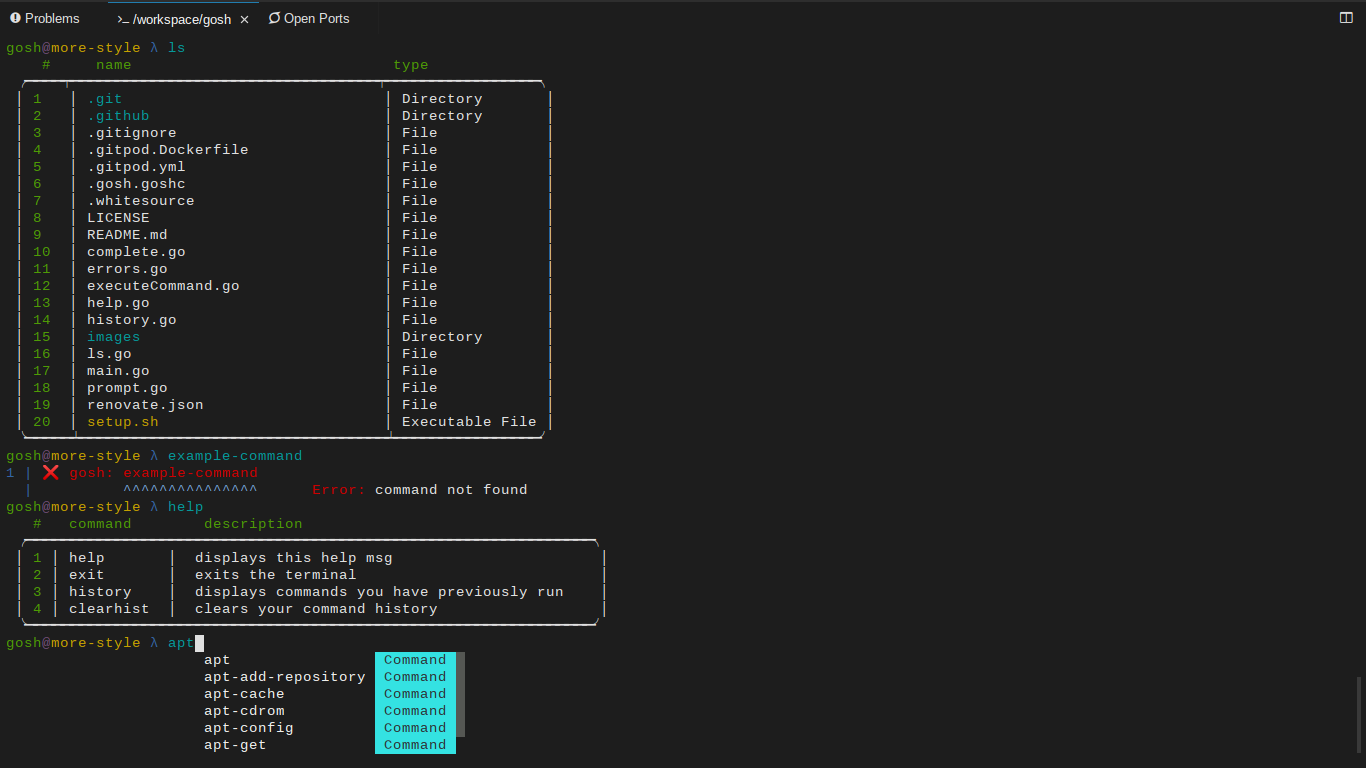 Problems /workspace/gosh Open Ports
gosh@more-style λ ls
# name type
1 .git Directory
2 .github Directory
3 .gitignore File
4 .gitpod.Dockerfile File
5 .gitpod.yml File
6 .gosh.goshc File
7 .whitesource File
8 LICENSE File
9 README.md File
10 complete.go File
11 errors.go File
12 executeCommand.go File
13 help.go File
14 history.go File
15 images Directory
16 ls.go File
17 main.go File
18 prompt.go File
19 renovate.json File
20 setup.sh Executable File
gosh@more-style λ example-command
1 | ❌ gosh: example-command
| ^^^^^^^^^^^^^^^ Error: command not found
gosh@more-style λ help
# command description
1 help displays this help msg
2 exit exits the terminal
3 history displays commands you have previously run
4 clearhist clears your command history
gosh@more-style λ apt
apt Command
apt-add-repository Command
apt-cache Command
apt-cdrom Command
apt-config Command
apt-get Command